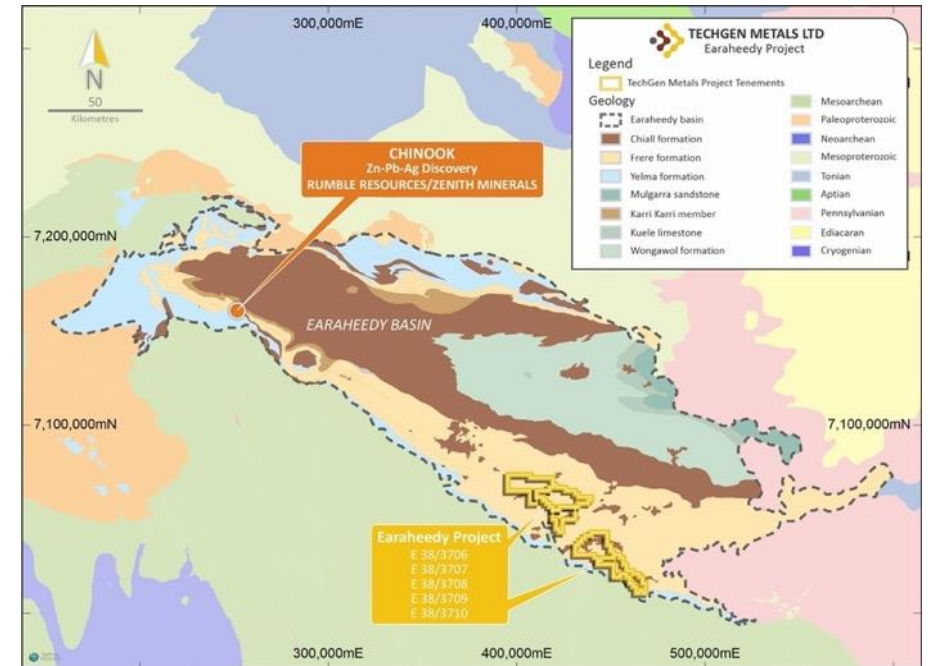 300,000mE
400,000mE
N
50
Kilometres
TECHGEN METALS LTD
Earaheedy Project
Legend
TechGen Metals Project Tenements
Geology
Earaheedy basin
Chiall formation
Frere formation
Yelma formation
Mulgarra sandstone
Karri Karri member
Kuele limestone
Wongawol formation
Mesoarchean
Paleoproterozoic
Neoarchean
Mesoproterozoic
Tonian
Aptian
Pennsylvanian
Ediacaran
Cryogenian
CHINOOK
Zn-Pb-Ag Discovery
RUMBLE RESOURCES/ZENITH MINERALS
7,200,000mN
EARAHEEDY BASIN
7,100,000mN
7,100,000mN
Earaheedy Project
E 38/3706
E 38/3707
E 38/3708
E 38/3709
E 38/3710
300,000mE
400,000mE
500,000mE